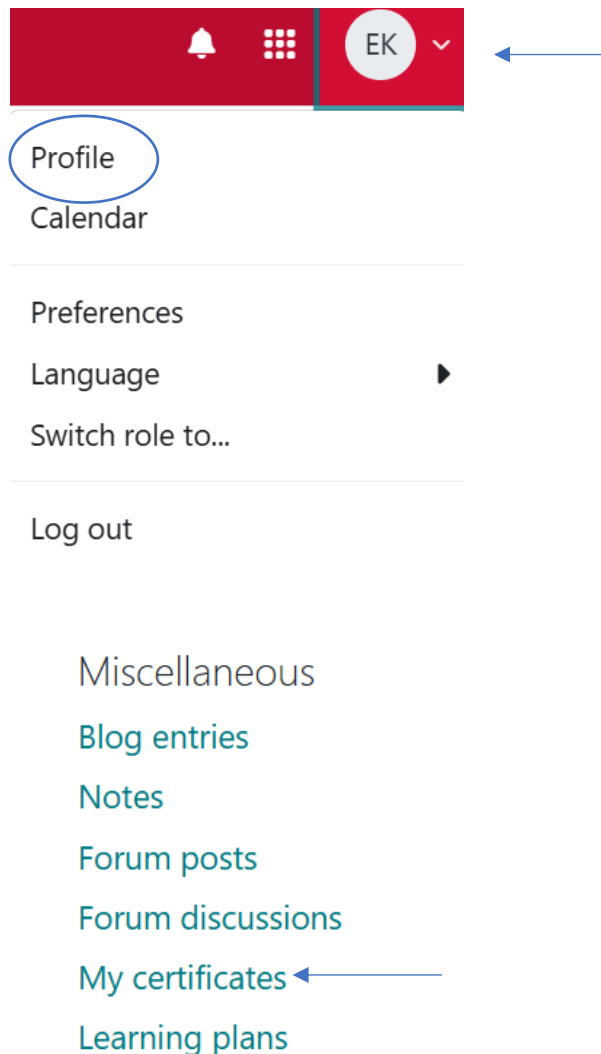 EK
Profile
Calendar
Preferences
Language
Switch role to...
Log out
Miscellaneous
Blog entries
Notes
Forum posts
Forum discussions
My certificates
Learning plans